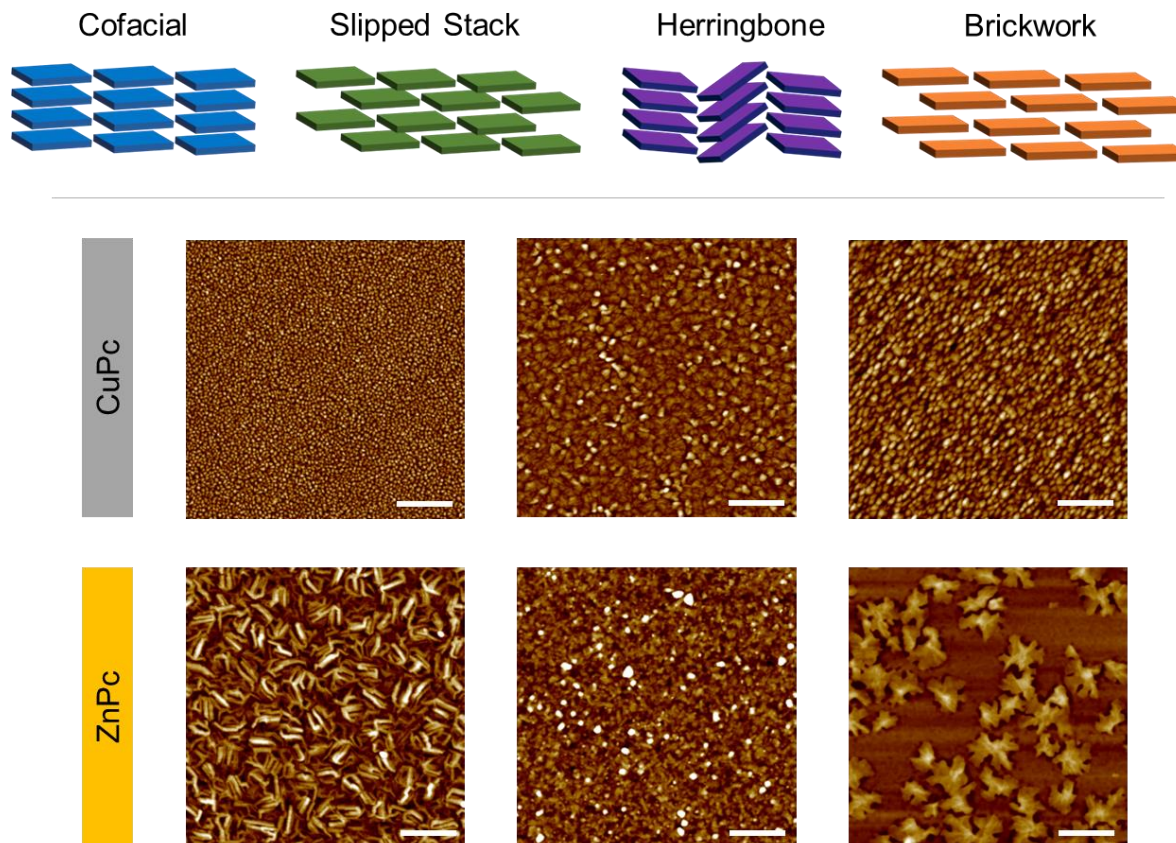 Cofacial
Slipped Stack
Herringbone
Brickwork
CuPc
ZnPc